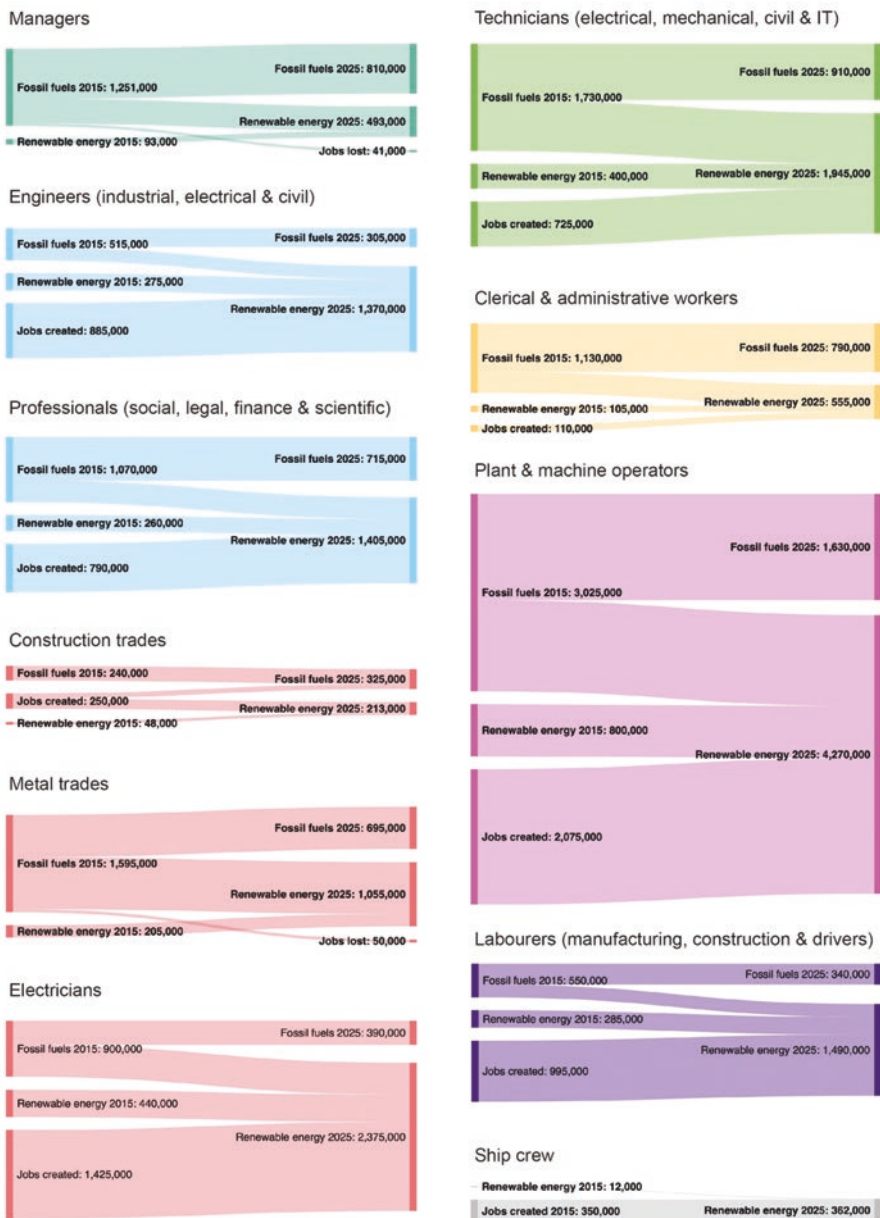 Managers
Fossil fuels 2015: 1,251,000
Fossil fuels 2025: 810,000
Renewable energy 2025: 493,000
Renewable energy 2015: 93,000
Jobs lost: 41,000
Engineers (industrial, electrical & civil)
Fossil fuels 2015: 515,000
Fossil fuels 2025: 305,000
Renewable energy 2015: 275,000
Renewable energy 2025: 1,370,000
Jobs created: 885,000
Professionals (social, legal, finance & scientific)
Fossil fuels 2015: 1,070,000
Fossil fuels 2025: 715,000
Renewable energy 2015: 260,000
Renewable energy 2025: 1,405,000
Jobs created: 790,000
Construction trades
Fossil fuels 2015: 240,000
Fossil fuels 2025: 325,000
Jobs created: 250,000
Renewable energy 2025: 213,000
Renewable energy 2015: 48,000
Metal trades
Fossil fuels 2025: 695,000
Fossil fuels 2015: 1,595,000
Renewable energy 2025: 1,055,000
Renewable energy 2015: 205,000
Jobs lost: 50,000
Electricians
Fossil fuels 2025: 390,000
Fossil fuels 2015: 900,000
Renewable energy 2015: 440,000
Renewable energy 2025: 2,375,000
Jobs created: 1,425,000
Technicians (electrical, mechanical, civil & IT)
Fossil fuels 2025: 910,000
Fossil fuels 2015: 1,730,000
Renewable energy 2015: 400,000
Renewable energy 2025: 1,945,000
Jobs created: 725,000
Clerical & administrative workers
Fossil fuels 2025: 790,000
Fossil fuels 2015: 1,130,000
Renewable energy 2025: 555,000
Renewable energy 2015: 105,000
Jobs created: 110,000
Plant & machine operators
Fossil fuels 2025: 1,630,000
Fossil fuels 2015: 3,025,000
Renewable energy 2015: 800,000
Renewable energy 2025: 4,270,000
Jobs created: 2,075,000
Labourers (manufacturing, construction & drivers)
Fossil fuels 2025: 340,000
Fossil fuels 2015: 550,000
Renewable energy 2015: 285,000
Renewable energy 2025: 1,490,000
Jobs created: 995,000
Ship crew
Renewable energy 2015: 12,000
Jobs created 2015: 350,000
Renewable energy 2025: 362,000